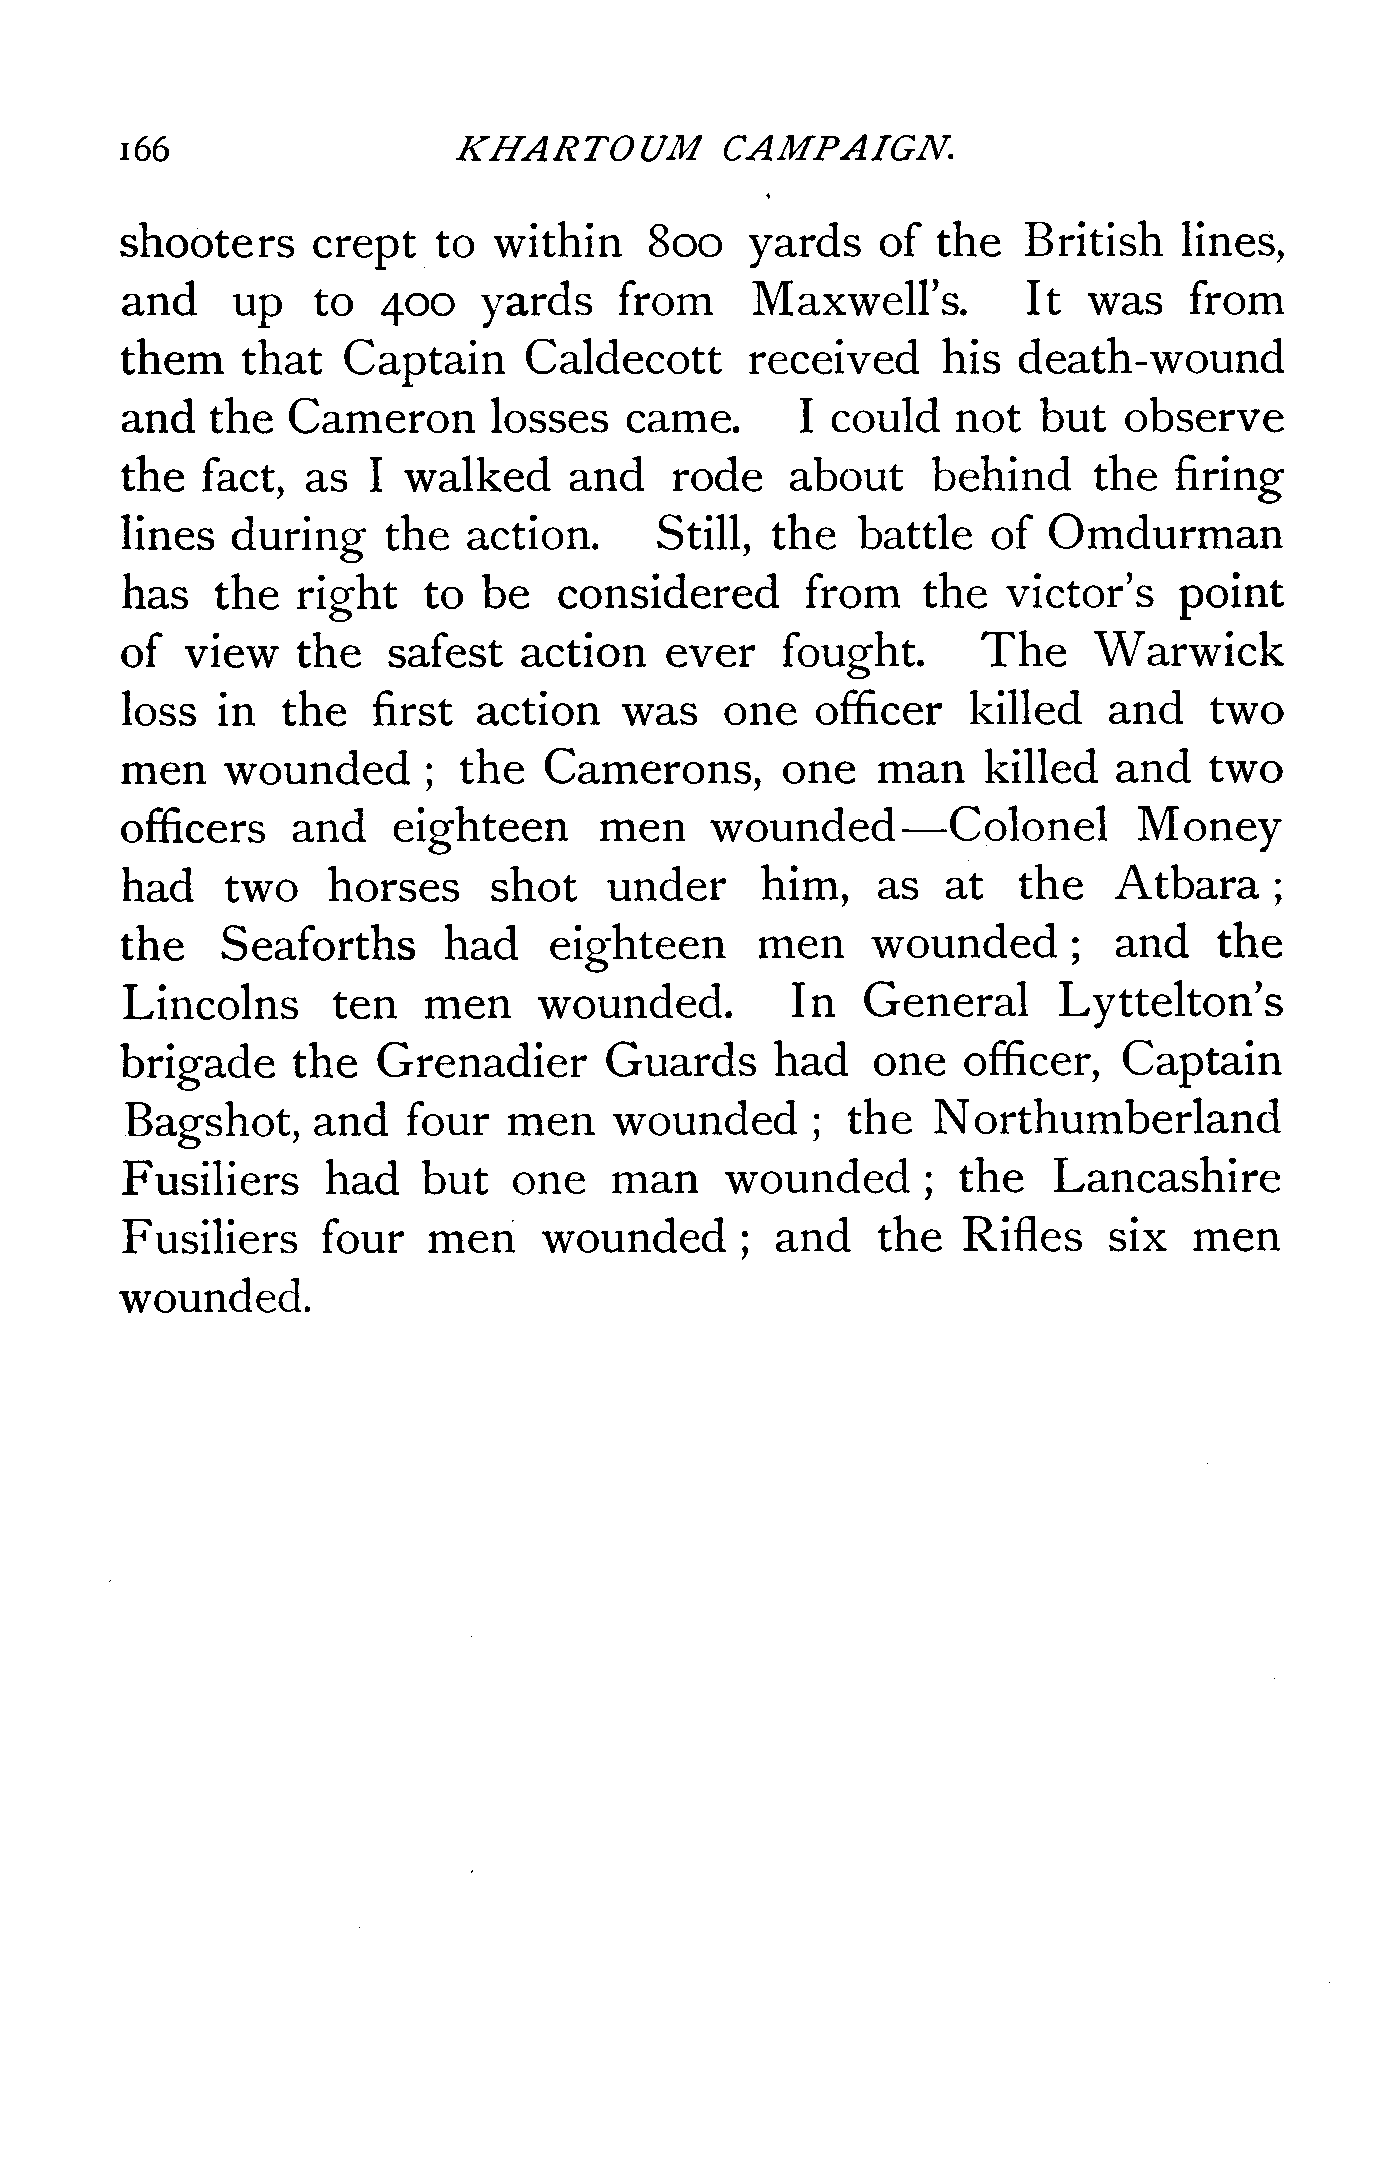 166 KHARTOUM CAMPAIGN.
shooters crept to within 800 yards of the British lines,
and up to 400 yards from Maxwell's. It was from
them that Captain Caldecott received his death-wound
and the Cameron losses came. I could not but observe
the fact, as I walked and rode about behind the firing
lines during the action. Still, the battle of Omdurman
has the right to be considered from the victor's point
of view the safest action ever fought. The Warwick
loss in the first action was one officer killed and two
men wounded ; the Camerons, one man killed and two
officers and eighteen men wounded—Colonel Money
had two horses shot under him, as at the Atbara ;
the Seaforths had eighteen men wounded ; and the
Lincolns ten men wounded. In General Lyttelton's
brigade the Grenadier Guards had one officer, Captain
Bagshot, and four men wounded ; the Northumberland
Fusiliers had but one man wounded ; the Lancashire
Fusiliers four men wounded ; and the Rifles six men
wounded.